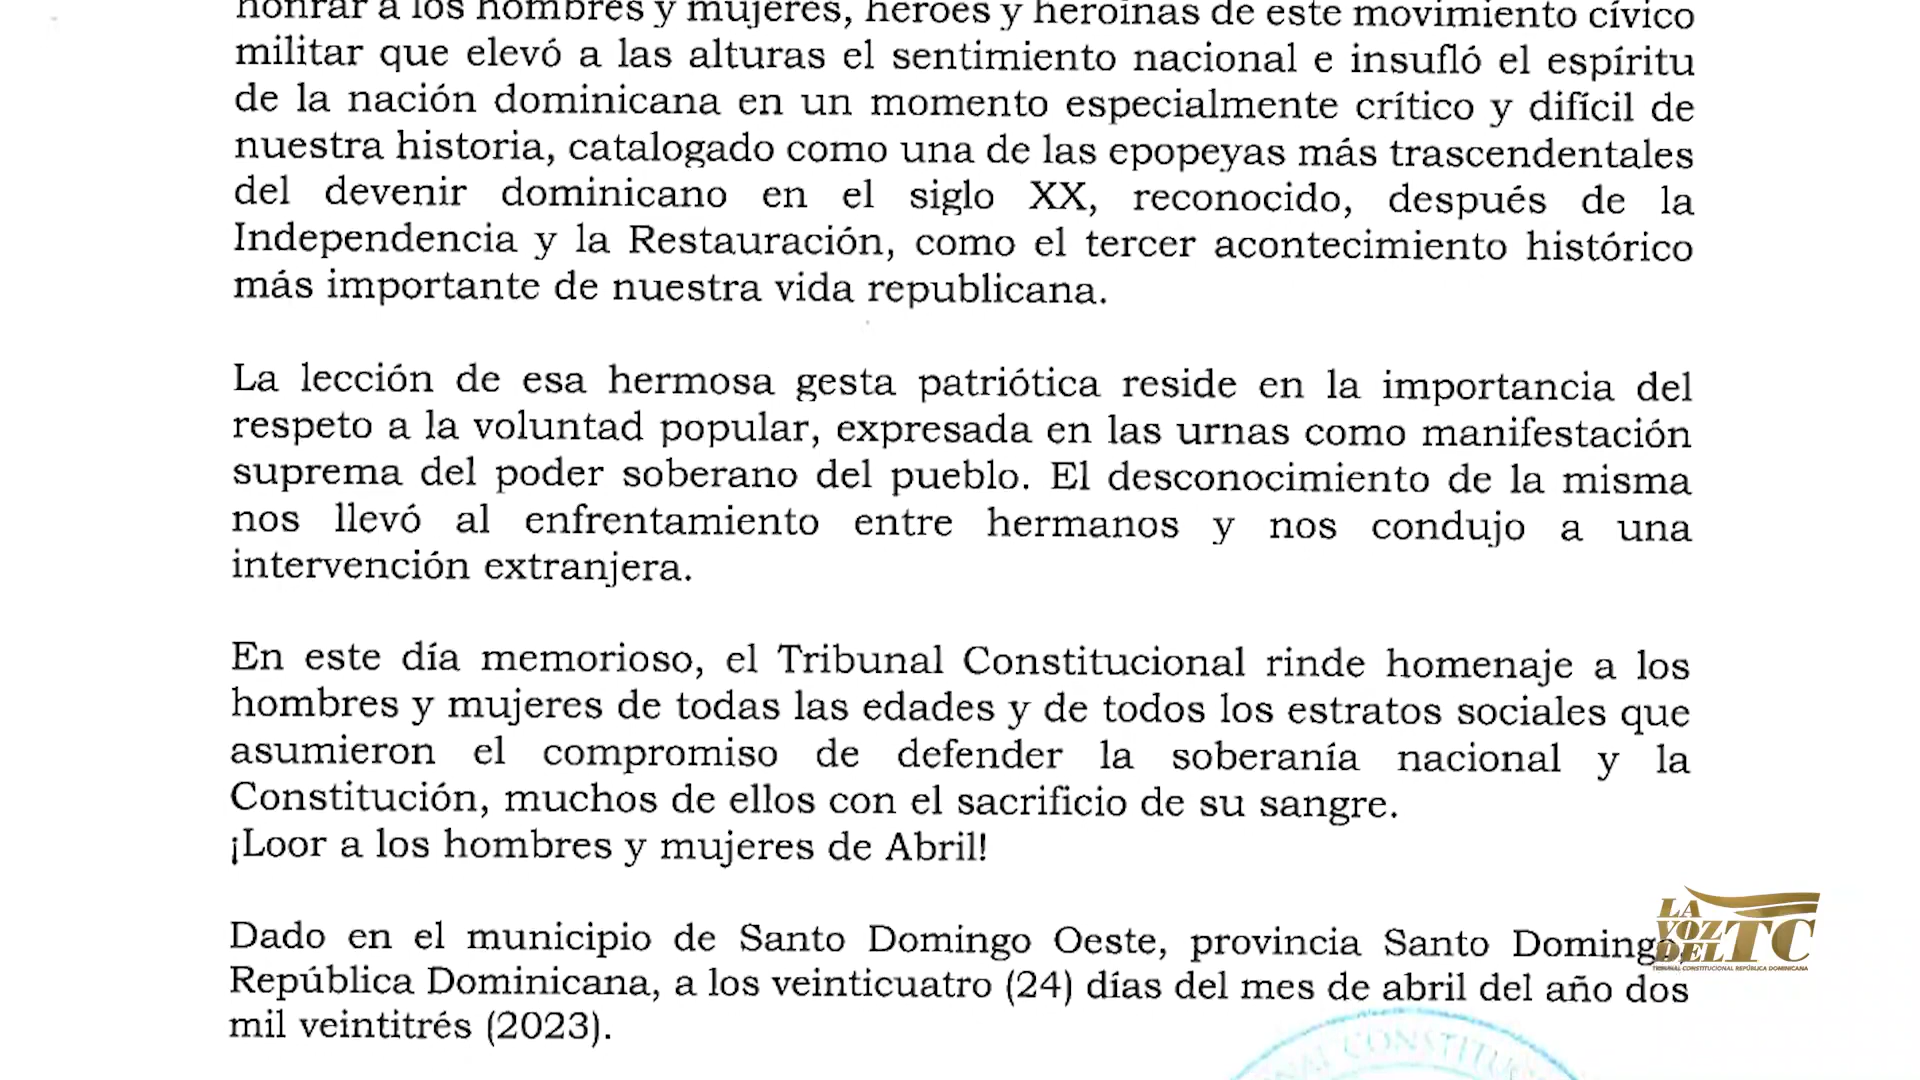 honrar a los hombres y mujeres, héroes y heroínas de este movimiento cívico
militar que elevó a las alturas el sentimiento nacional e insufló el espíritu
de la nación dominicana en un momento especialmente crítico y difícil de
nuestra historia, catalogado como una de las epopeyas más trascendentales
del devenir dominicano en el siglo XX, reconocido, después de la
Independencia y la Restauración, como el tercer acontecimiento histórico
más importante de nuestra vida republicana.
La lección de esa hermosa gesta patriótica reside en la importancia del
respeto a la voluntad popular, expresada en las urnas como manifestación
suprema del poder soberano del pueblo. El desconocimiento de la misma
nos llevó al enfrentamiento entre hermanos y nos condujo a una
intervención extranjera.
En este día memorioso, el Tribunal Constitucional rinde homenaje a los
hombres y mujeres de todas las edades y de todos los estratos sociales que
asumieron el compromiso de defender la soberanía nacional y la
Constitución, muchos de ellos con el sacrificio de su sangre.
¡Loor a los hombres y mujeres de Abril!
Dado en el municipio de Santo Domingo Oeste, provincia Santo Domingo,
República Dominicana, a los veinticuatro (24) días del mes de abril del año dos
mil veintitrés (2023).
LA
VOZ
DEL TC
TRIBUNAL CONSTITUCIONAL REPÚBLICA DOMINICANA